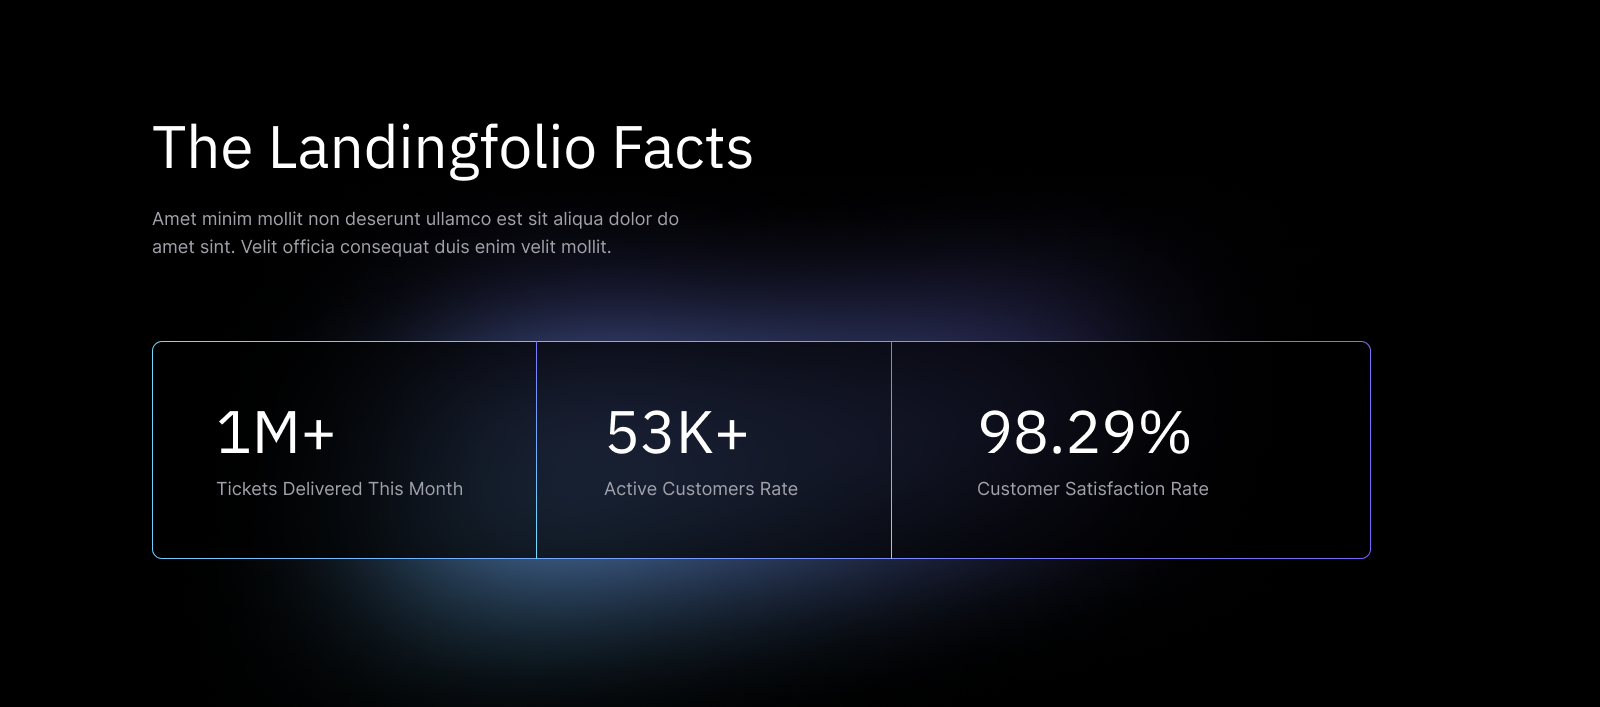 The Landingfolio Facts
Amet minim mollit non deserunt ullamco est sit aliqua dolor do
amet sint. Velit officia consequat duis enim velit mollit.
1M+
Tickets Delivered This Month
53K+
Active Customers Rate
98.29%
Customer Satisfaction Rate